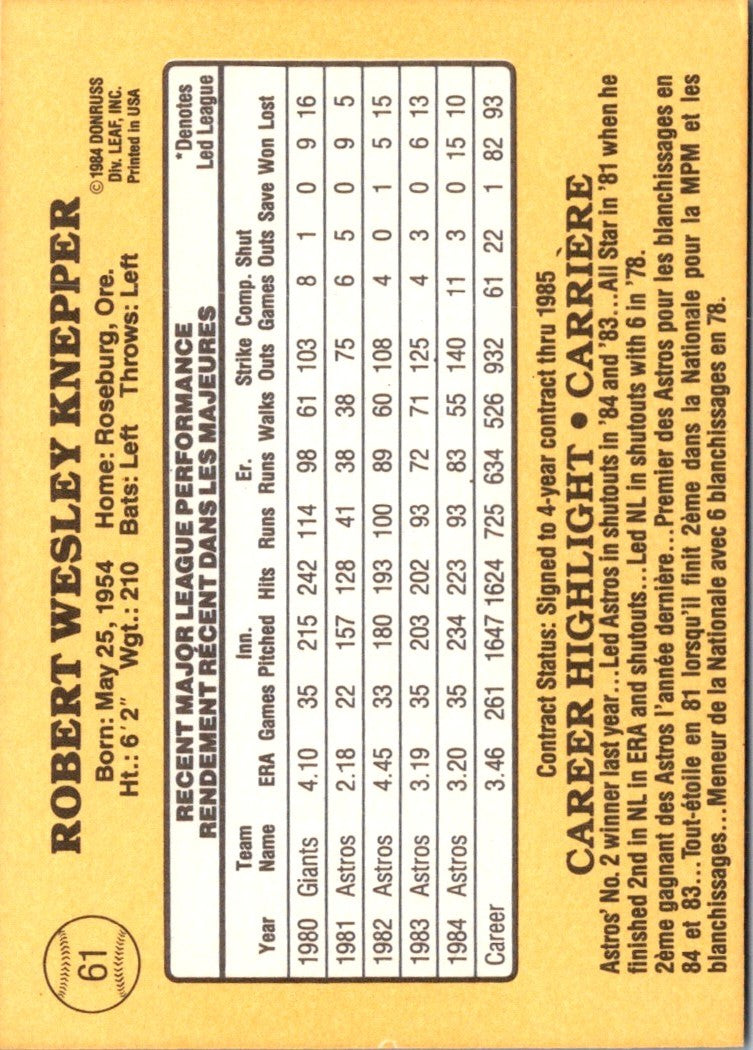 61
ROBERT WESLEY KNEPPER
Born: May 25, 1954 Home: Roseburg, Ore.
Ht.: 6′2″ Wgt.: 210 Bats: Left Throws: Left
© 1984 DONRUSS
Div. LEAF, INC.
Printed in USA
RECENT MAJOR LEAGUE PERFORMANCE
RENDEMENT RÉCENT DANS LES MAJEURES
*Denotes
Led League
Team Inn. Er. Strike Comp. Shut
Year Name ERA Games Pitched Hits Runs Runs Walks Outs Games Outs Save Won Lost
1980 Giants 4.10 35 215 242 114 98 61 103 8 1 0 9 16
1981 Astros 2.18 22 157 128 41 38 38 75 6 5 0 9 5
1982 Astros 4.45 33 180 193 100 89 60 108 4 0 1 5 15
1983 Astros 3.19 35 203 202 93 72 71 125 4 3 0 6 13
1984 Astros 3.20 35 234 223 93 83 55 140 11 3 0 15 10
Career 3.46 261 1647 1624 725 634 526 932 61 22 1 82 93
Contract Status: Signed to 4-year contract thru 1985
CAREER HIGHLIGHT • CARRIÈRE
Astros' No. 2 winner last year...Led Astros in shutouts in '84 and '83...All Star in '81 when he
finished 2nd in NL in ERA and shutouts...Led NL in shutouts with 6 in '78.
2ème gagnant des Astros l'année dernière...Premier des Astros pour les blanchissages en
84 et 83...Tout-étoile en 81 lorsqu'il finit 2ème dans la Nationale pour la MPM et les
blanchissages...Meneur de la Nationale avec 6 blanchissages en 78.